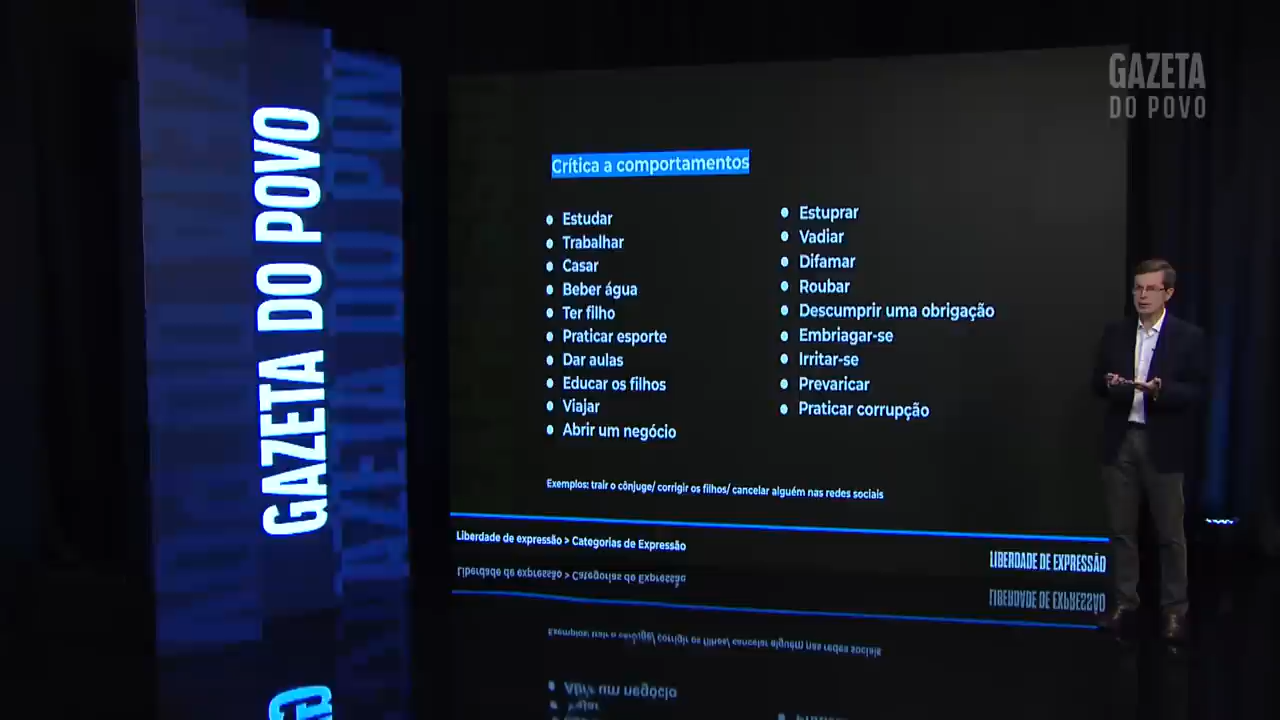 GAZETA
DO POVO
GAZETA DO POVO
Crítica a comportamentos
Estudar
Trabalhar
Casar
Beber água
Ter filho
Praticar esporte
Dar aulas
Educar os filhos
Viajar
Abrir um negócio
Estuprar
Vadiar
Difamar
Roubar
Descumprir uma obrigação
Embriagar-se
Irritar-se
Prevaricar
Praticar corrupção
Exemplos: trair o cônjuge/ corrigir os filhos/ cancelar alguém nas redes sociais
Liberdade de expressão > Categorias de Expressão
LIBERDADE DE EXPRESSÃO